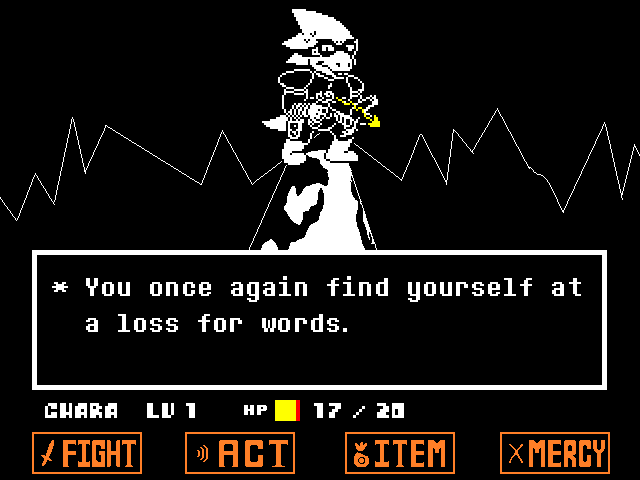 * You once again find yourself at
a loss for words.
CHARA LV 1 HP 17 / 20
FIGHT ACT ITEM MERCY